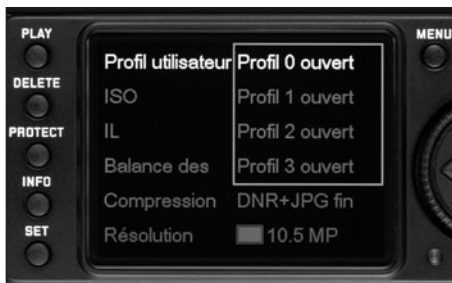 PLAY
MENU
Profil utilisateur Profil 0 ouvert
DELETE
ISO Profil 1 ouvert
PROTECT
IL Profil 2 ouvert
Balance des Profil 3 ouvert
INFO
Compression DNR+JPG fin
SET
Résolution 10.5 MP